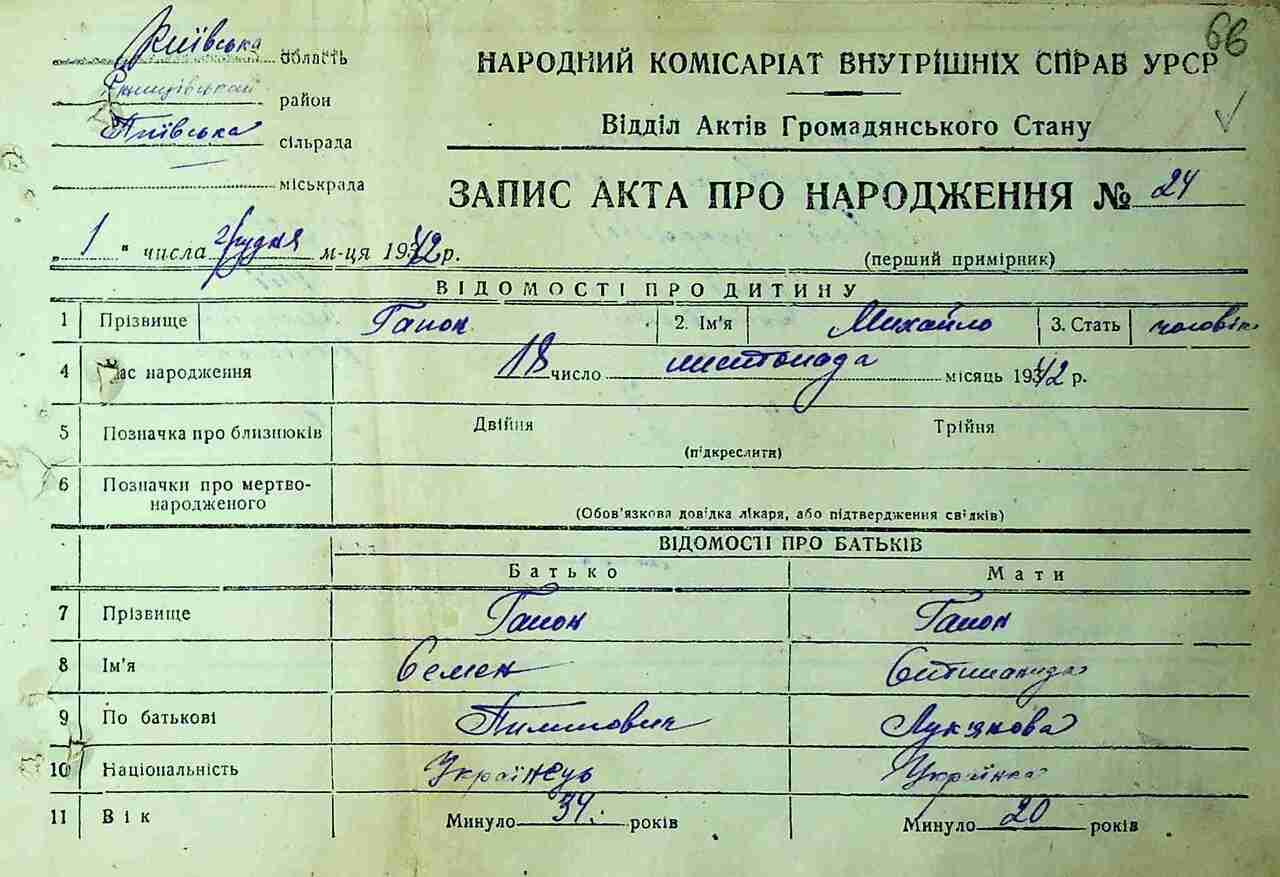 66
Київська область
район
Пиївська сільрада
міськрада
НАРОДНИЙ КОМІСАРІАТ ВНУТРІШНІХ СПРАВ УРСР
Відділ Актів Громадянського Стану
ЗАПИС АКТА ПРО НАРОДЖЕННЯ № 24
„ 1 " числа грудня м-ця 1942 р.
(перший примірник)
ВІДОМОСТІ ПРО ДИТИНУ
1 Прізвище Гапон 2. Ім'я Михайло 3. Стать чоловіч
4 Час народження 18 число листопада місяць 1942 р.
5 Позначка про близнюків Двійня Трійня
(підкреслити)
6 Позначки про мертво-
народженого
(Обов'язкова довідка лікаря, або підтвердження свідків)
ВІДОМОСТІ ПРО БАТЬКІВ
Батько Мати
7 Прізвище Гапон Гапон
8 Ім'я Семен
9 По батькові Пилипович Лук'янова
10 Національність Українець Українка
11 Вік Минуло 34. років Минуло 20 років